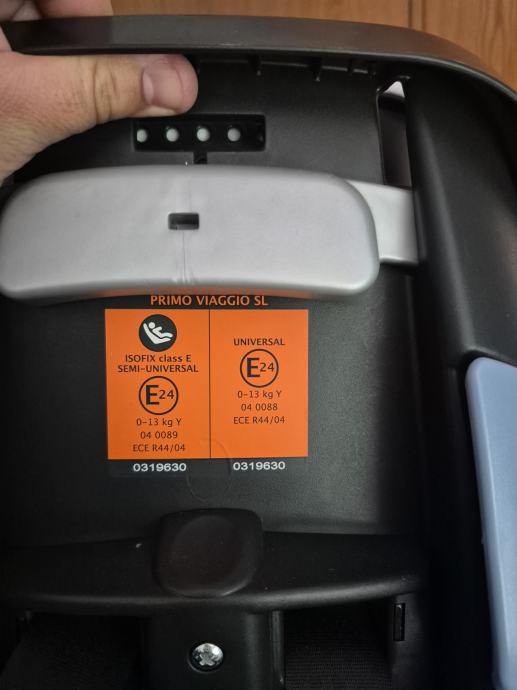 PRIMO VIAGGIO SL
ISOFIX class E
SEMI-UNIVERSAL
E24
0-13 kg Y
04 0089
ECE R44/04
0319630
UNIVERSAL
E24
0-13 kg Y
04 0088
ECE R44/04
0319630